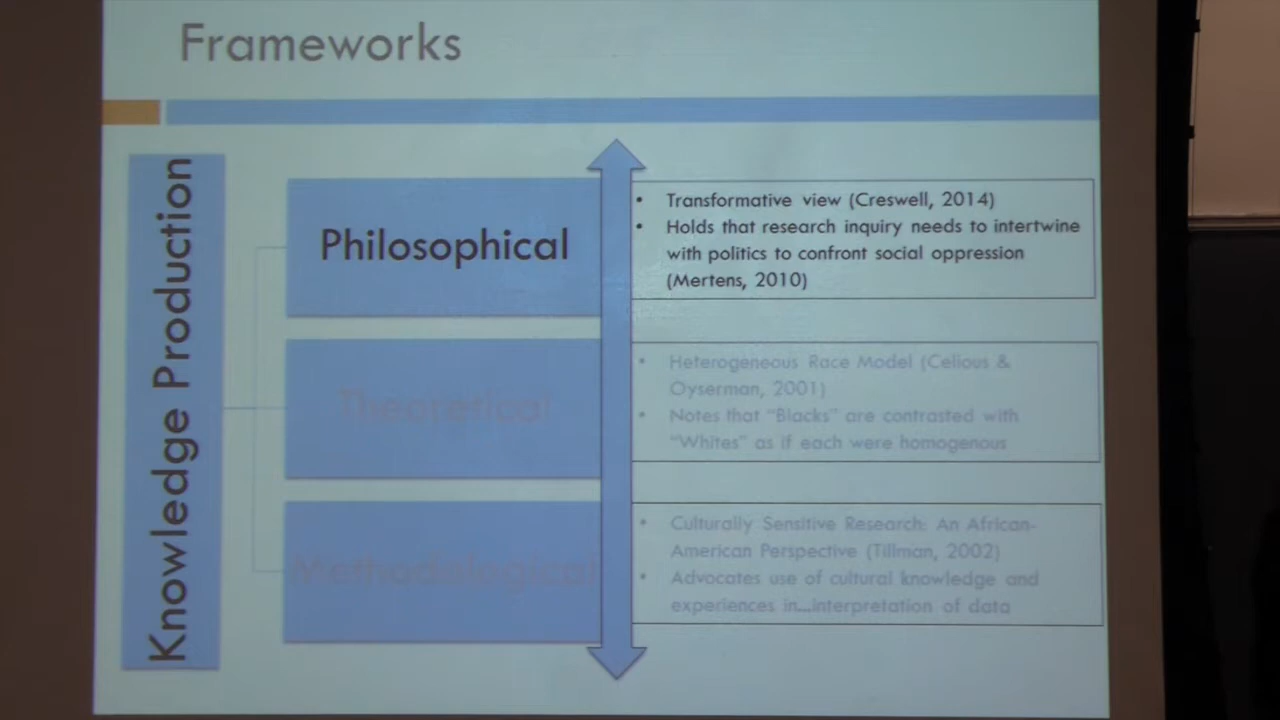 Frameworks
Knowledge Production
Philosophical
• Transformative view (Creswell, 2014)
• Holds that research inquiry needs to intertwine
with politics to confront social oppression
(Mertens, 2010)
Theoretical
• Heterogeneous Race Model (Celious &
Oyserman, 2001)
• Notes that “Blacks” are contrasted with
“Whites” as if each were homogenous
Methodological
• Culturally Sensitive Research: An African-
American Perspective (Tillman, 2002)
• Advocates use of cultural knowledge and
experiences in...interpretation of data